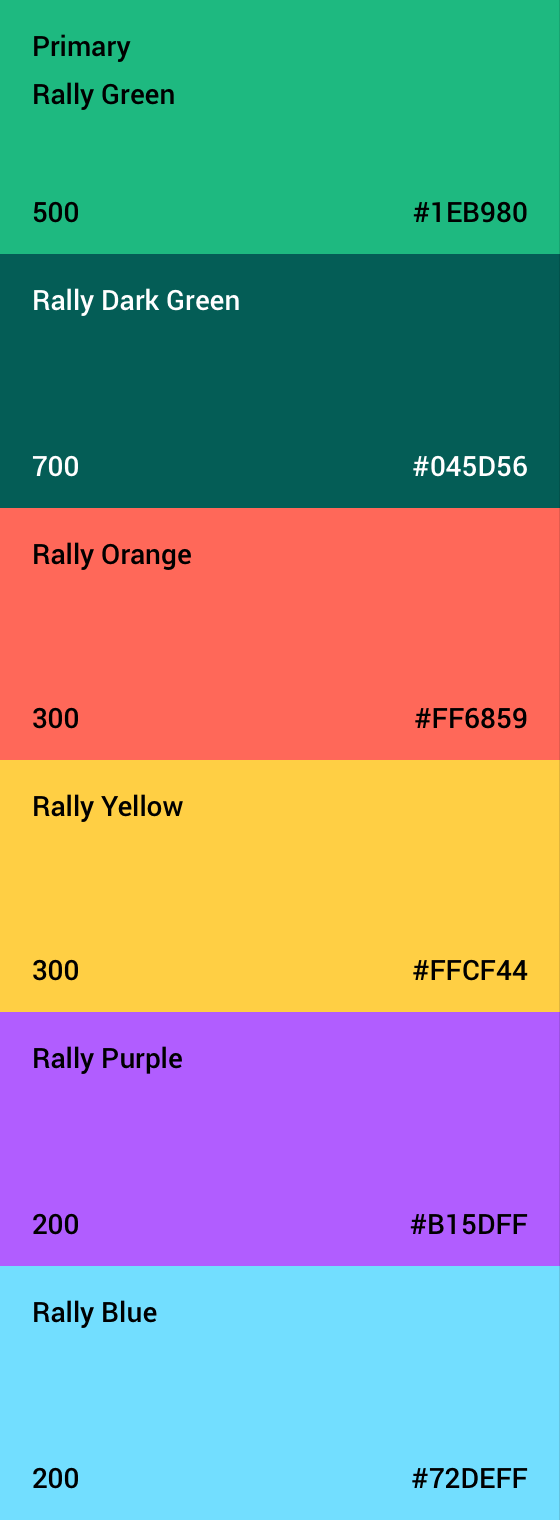 Primary
Rally Green
500 #1EB980
Rally Dark Green
700 #045D56
Rally Orange
300 #FF6859
Rally Yellow
300 #FFCF44
Rally Purple
200 #B15DFF
Rally Blue
200 #72DEFF